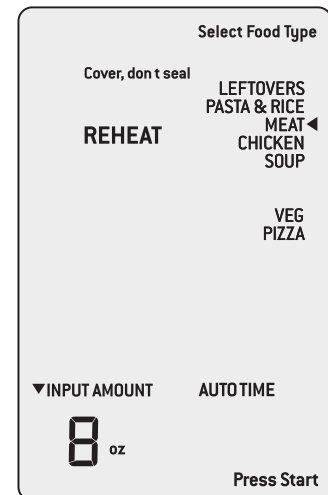 Select Food Type
Cover, don t seal
LEFTOVERS
PASTA & RICE
REHEAT
MEAT◀
CHICKEN
SOUP
VEG
PIZZA
▼INPUT AMOUNT
AUTO TIME
8 oz
Press Start